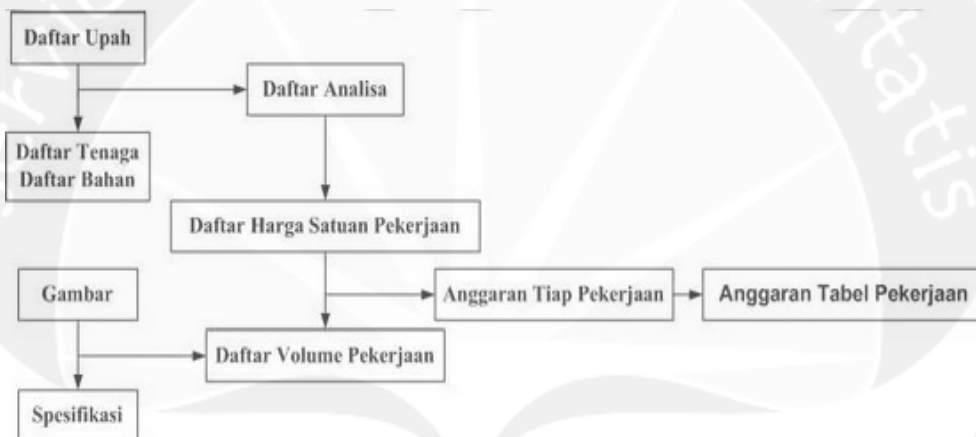 Daftar Upah
Daftar Analisa
Daftar Tenaga
Daftar Bahan
Daftar Harga Satuan Pekerjaan
Gambar
Anggaran Tiap Pekerjaan
Anggaran Tabel Pekerjaan
Daftar Volume Pekerjaan
Spesifikasi